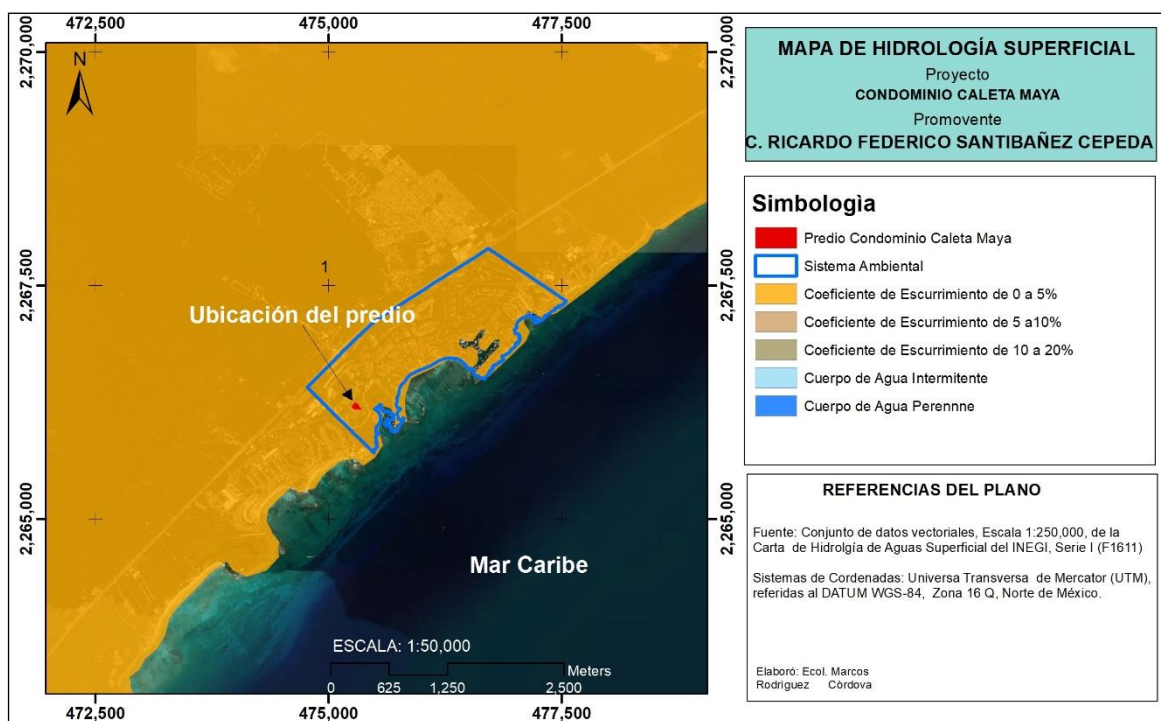 472,500 475,000 477,500
2,270,000 2,270,000
N
2,267,500 2,267,500
1
Ubicación del predio
2,265,000 2,265,000
Mar Caribe
ESCALA: 1:50,000
Meters
0 625 1,250 2,500
472,500 475,000 477,500
MAPA DE HIDROLOGÍA SUPERFICIAL
Proyecto
CONDOMINIO CALETA MAYA
Promovente
C. RICARDO FEDERICO SANTIBAÑEZ CEPEDA
Simbologìa
Predio Condominio Caleta Maya
Sistema Ambiental
Coeficiente de Escurrimiento de 0 a 5%
Coeficiente de Escurrimiento de 5 a10%
Coeficiente de Escurrimiento de 10 a 20%
Cuerpo de Agua Intermitente
Cuerpo de Agua Perennne
REFERENCIAS DEL PLANO
Fuente: Conjunto de datos vectoriales, Escala 1:250,000, de la
Carta de Hidrolgía de Aguas Superficial del INEGI, Serie I (F1611)
Sistemas de Cordenadas: Universa Transversa de Mercator (UTM),
referidas al DATUM WGS-84, Zona 16 Q, Norte de México.
Elaboró: Ecol. Marcos
Rodriguez Còrdova